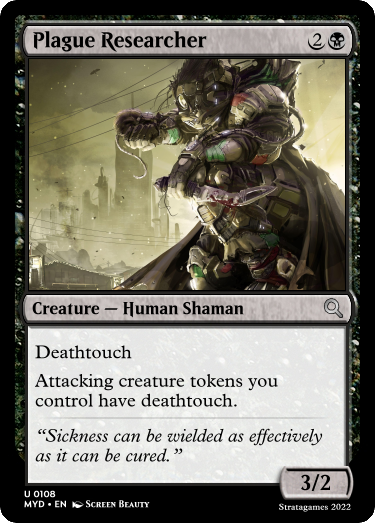 Plague Researcher 2
Creature — Human Shaman
Deathtouch
Attacking creature tokens you
control have deathtouch.
“Sickness can be wielded as effectively
as it can be cured.”
3/2
U 0108
MYD • EN Screen Beauty
Stratagames 2022